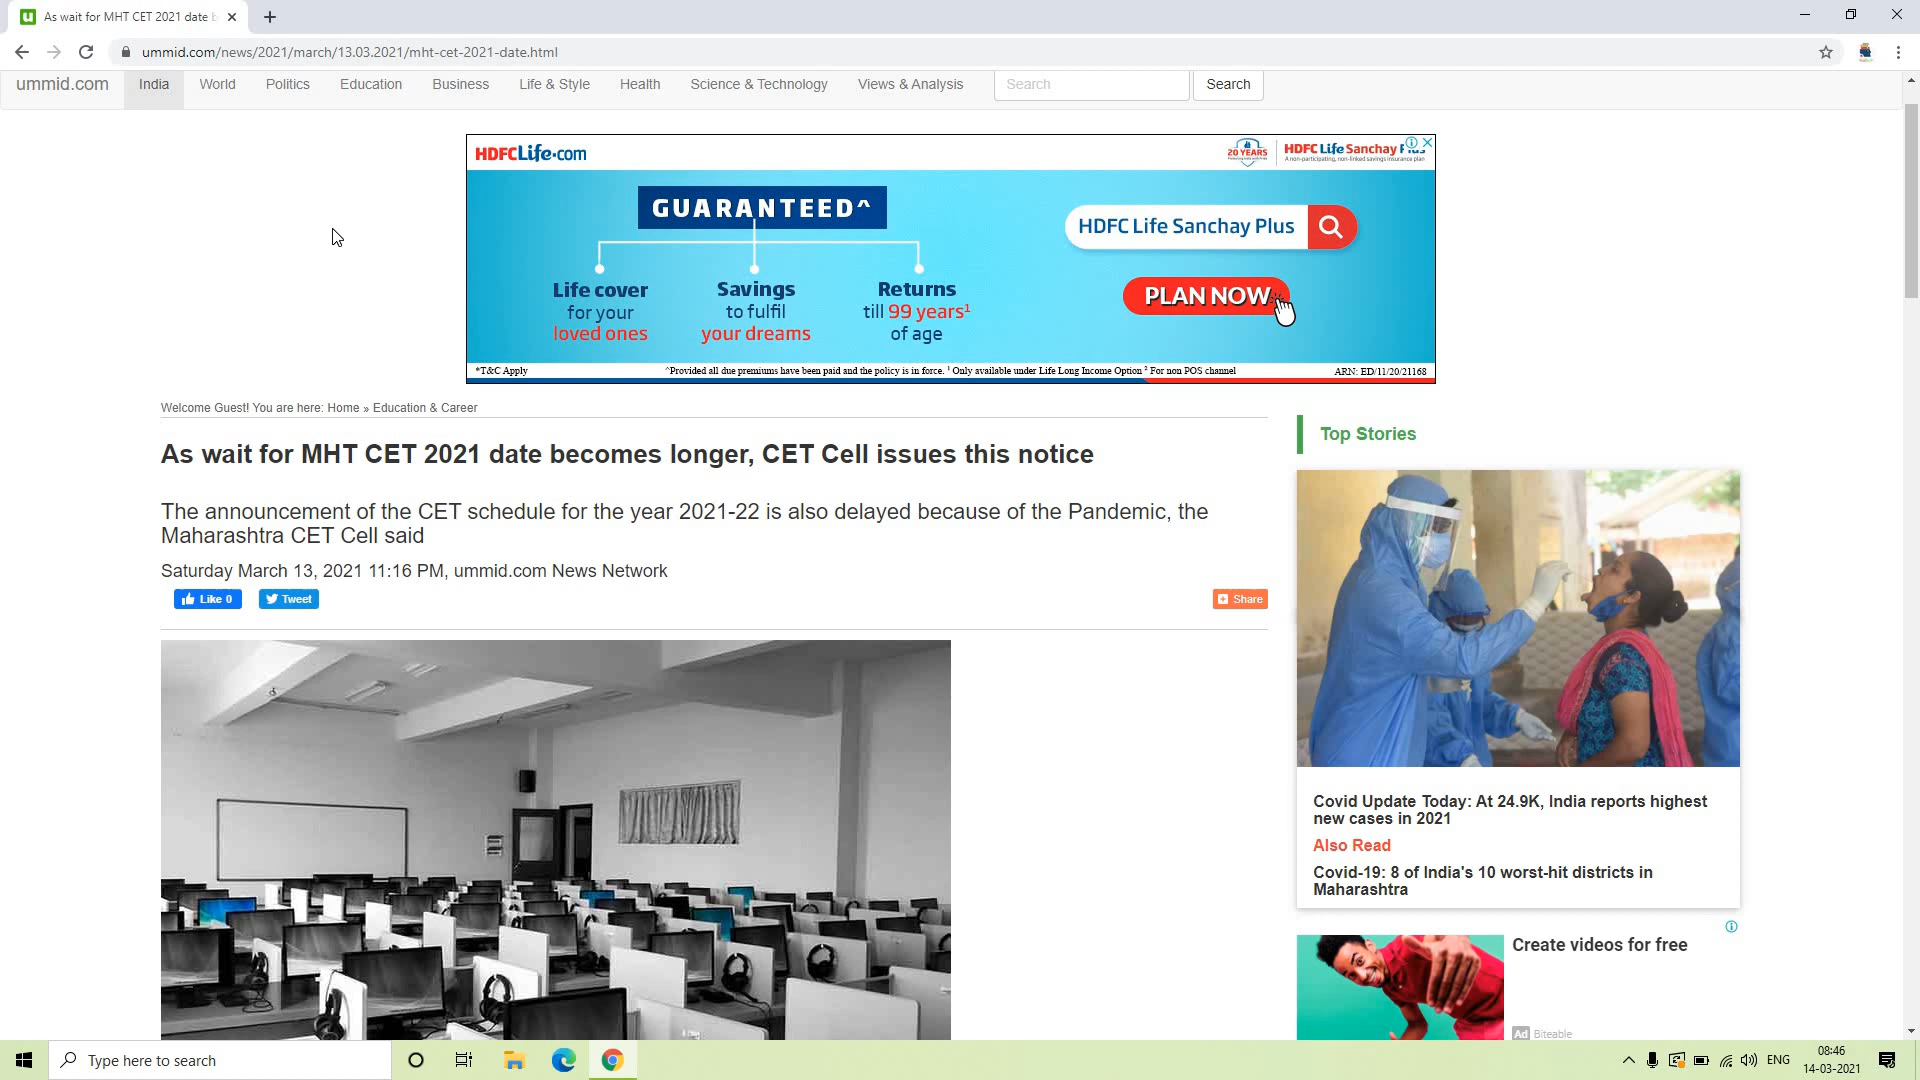 As wait for MHT CET 2021 date b
ummid.com/news/2021/march/13.03.2021/mht-cet-2021-date.html
ummid.com India World Politics Education Business Life & Style Health Science & Technology Views & Analysis Search Search
HDFCLife.com
20 YEARS
HDFC Life Sanchay Plus
A non-participating, non-linked savings insurance plan
GUARANTEED^
HDFC Life Sanchay Plus
Life cover
for your
loved ones
Savings
to fulfil
your dreams
Returns
till 99 years¹
of age
PLAN NOW
*T&C Apply
^Provided all due premiums have been paid and the policy is in force. ¹ Only available under Life Long Income Option ² For non POS channel
ARN: ED/11/20/21168
Welcome Guest! You are here: Home » Education & Career
As wait for MHT CET 2021 date becomes longer, CET Cell issues this notice
The announcement of the CET schedule for the year 2021-22 is also delayed because of the Pandemic, the
Maharashtra CET Cell said
Saturday March 13, 2021 11:16 PM, ummid.com News Network
Like 0
Tweet
Share
Top Stories
Covid Update Today: At 24.9K, India reports highest
new cases in 2021
Also Read
Covid-19: 8 of India's 10 worst-hit districts in
Maharashtra
Create videos for free
Ad Biteable
Type here to search
ENG
08:46
14-03-2021